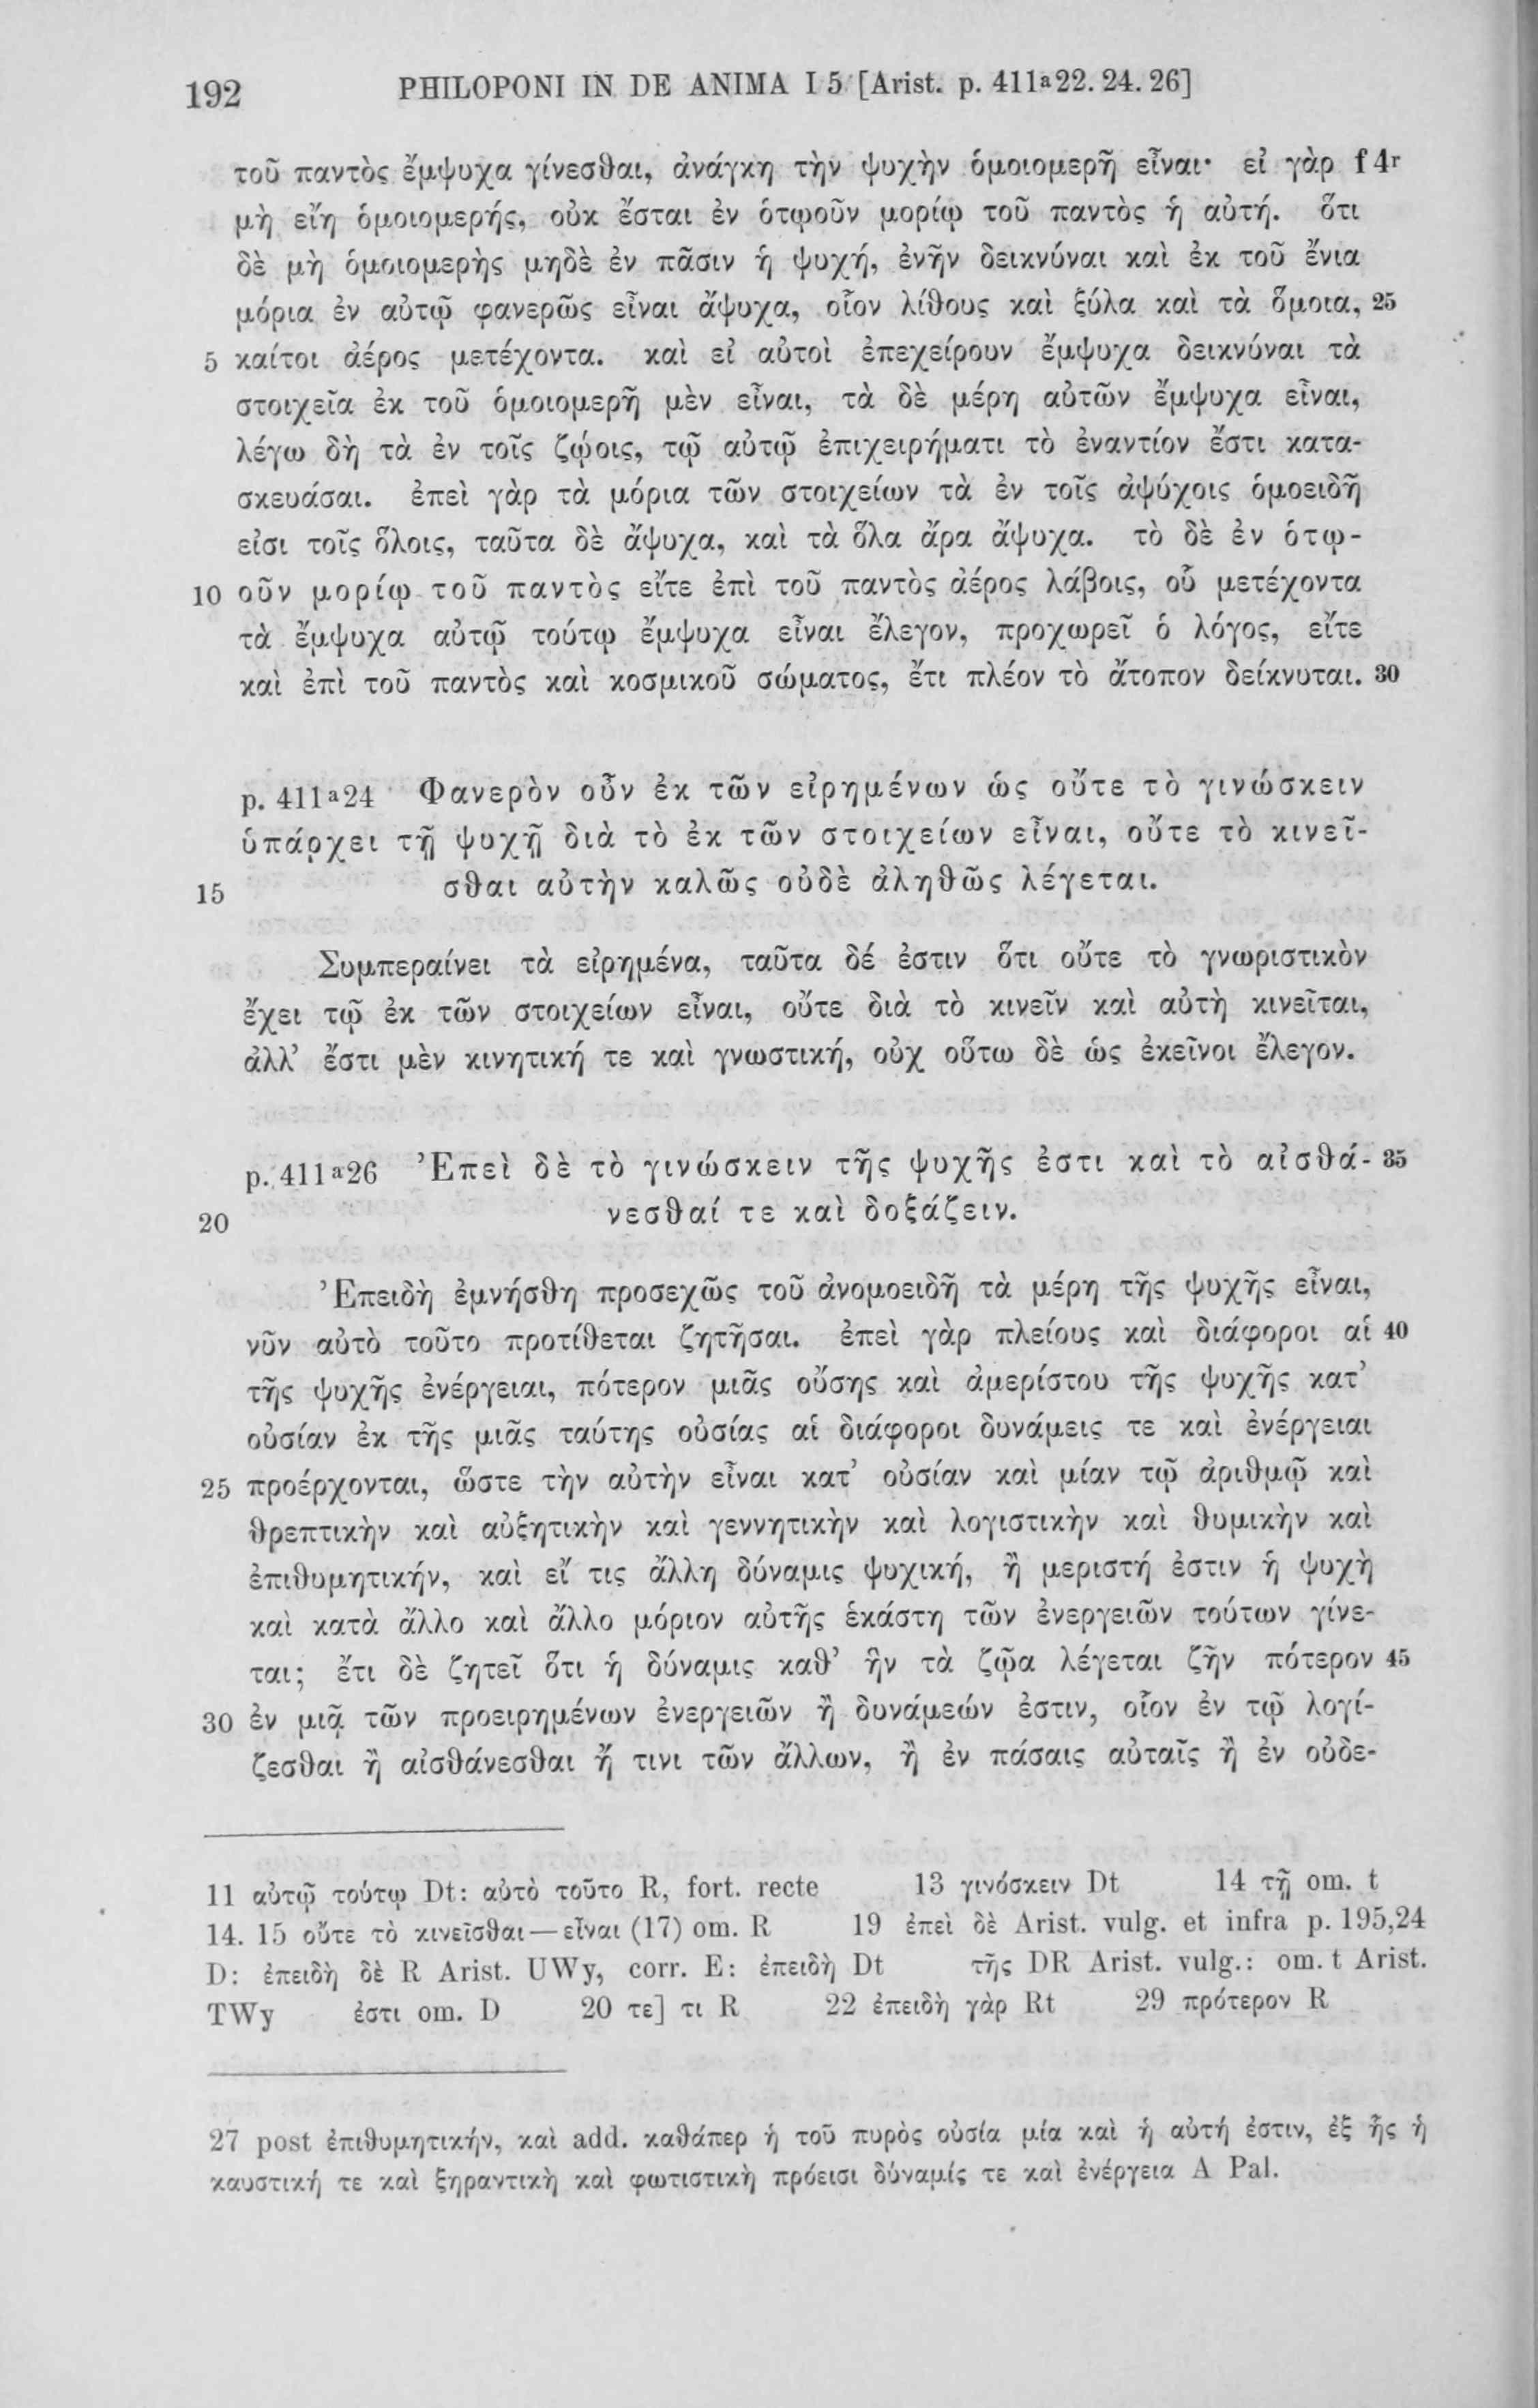 192 PHILOPONI IN DE ANIMA I 5 [Arist. p. 411a22. 24. 26]
τοῦ παντὸς ἔμψυχα γίνεσθαι, ἀνάγκη τὴν ψυχὴν ὁμοιομερῆ εἶναι· εἰ γὰρ f 4r
μὴ εἴη ὁμοιομερής, οὐκ ἔσται ἐν ὁτῳοῦν μορίῳ τοῦ παντὸς ἡ αὐτή. ὅτι
δὲ μὴ ὁμοιομερὴς μηδὲ ἐν πᾶσιν ἡ ψυχή, ἐνῆν δεικνύναι καὶ ἐκ τοῦ ἔνια
μόρια ἐν αὐτῷ φανερῶς εἶναι ἄψυχα, οἷον λίθους καὶ ξύλα καὶ τὰ ὅμοια, 25
5 καίτοι ἀέρος μετέχοντα. καὶ εἰ αὐτοὶ ἐπεχείρουν ἔμψυχα δεικνύναι τὰ
στοιχεῖα ἐκ τοῦ ὁμοιομερῆ μὲν εἶναι, τὰ δὲ μέρη αὐτῶν ἔμψυχα εἶναι,
λέγω δὴ τὰ ἐν τοῖς ζῴοις, τῷ αὐτῷ ἐπιχειρήματι τὸ ἐναντίον ἔστι κατα-
σκευάσαι. ἐπεὶ γὰρ τὰ μόρια τῶν στοιχείων τὰ ἐν τοῖς ἀψύχοις ὁμοειδῆ
εἰσι τοῖς ὅλοις, ταῦτα δὲ ἄψυχα, καὶ τὰ ὅλα ἄρα ἄψυχα. τὸ δὲ ἐν ὁτῳ-
10 οῦν μορίῳ τοῦ παντὸς εἴτε ἐπὶ τοῦ παντὸς ἀέρος λάβοις, οὗ μετέχοντα
τὰ ἔμψυχα αὐτῷ τούτῳ ἔμψυχα εἶναι ἔλεγον, προχωρεῖ ὁ λόγος, εἴτε
καὶ ἐπὶ τοῦ παντὸς καὶ κοσμικοῦ σώματος, ἔτι πλέον τὸ ἄτοπον δείκνυται. 30
p. 411a24 Φανερὸν οὖν ἐκ τῶν εἰρημένων ὡς οὔτε τὸ γινώσκειν
ὑπάρχει τῇ ψυχῇ διὰ τὸ ἐκ τῶν στοιχείων εἶναι, οὔτε τὸ κινεῖ-
15 σθαι αὐτὴν καλῶς οὐδὲ ἀληθῶς λέγεται.
Συμπεραίνει τὰ εἰρημένα, ταῦτα δέ ἐστιν ὅτι οὔτε τὸ γνωριστικὸν
ἔχει τῷ ἐκ τῶν στοιχείων εἶναι, οὔτε διὰ τὸ κινεῖν καὶ αὐτὴ κινεῖται,
ἀλλ’ ἔστι μὲν κινητική τε καὶ γνωστική, οὐχ οὕτω δὲ ὡς ἐκεῖνοι ἔλεγον.
p. 411a26 Ἐπεὶ δὲ τὸ γινώσκειν τῆς ψυχῆς ἐστι καὶ τὸ αἰσθά- 35
20 νεσθαί τε καὶ δοξάζειν.
Ἐπειδὴ ἐμνήσθη προσεχῶς τοῦ ἀνομοειδῆ τὰ μέρη τῆς ψυχῆς εἶναι,
νῦν αὐτὸ τοῦτο προτίθεται ζητῆσαι. ἐπεὶ γὰρ πλείους καὶ διάφοροι αἱ 40
τῆς ψυχῆς ἐνέργειαι, πότερον μιᾶς οὔσης καὶ ἀμερίστου τῆς ψυχῆς κατ’
οὐσίαν ἐκ τῆς μιᾶς ταύτης οὐσίας αἱ διάφοροι δυνάμεις τε καὶ ἐνέργειαι
25 προέρχονται, ὥστε τὴν αὐτὴν εἶναι κατ’ οὐσίαν καὶ μίαν τῷ ἀριθμῷ καὶ
θρεπτικὴν καὶ αὐξητικὴν καὶ γεννητικὴν καὶ λογιστικὴν καὶ θυμικὴν καὶ
ἐπιθυμητικήν, καὶ εἴ τις ἄλλη δύναμις ψυχική, ἢ μεριστή ἐστιν ἡ ψυχὴ
καὶ κατὰ ἄλλο καὶ ἄλλο μόριον αὐτῆς ἑκάστη τῶν ἐνεργειῶν τούτων γίνε-
ται; ἔτι δὲ ζητεῖ ὅτι ἡ δύναμις καθ’ ἣν τὰ ζῷα λέγεται ζῆν πότερον 45
30 ἐν μιᾷ τῶν προειρημένων ἐνεργειῶν ἢ δυνάμεών ἐστιν, οἷον ἐν τῷ λογί-
ζεσθαι ἢ αἰσθάνεσθαι ἤ τινι τῶν ἄλλων, ἢ ἐν πάσαις αὐταῖς ἢ ἐν οὐδε-
11 αὐτῷ τούτῳ Dt: αὐτὸ τοῦτο R, fort. recte 13 γινόσκειν Dt 14 τῇ om. t
14. 15 οὔτε τὸ κινεῖσθαι—εἶναι (17) om. R 19 ἐπεὶ δὲ Arist. vulg. et infra p. 195,24
D: ἐπειδὴ δὲ R Arist. UWy, corr. E: ἐπειδὴ Dt τῆς DR Arist. vulg.: om. t Arist.
TWy ἐστι om. D 20 τε] τι R 22 ἐπειδὴ γὰρ Rt 29 πρότερον R
27 post ἐπιθυμητικήν, καὶ add. καθάπερ ἡ τοῦ πυρὸς οὐσία μία καὶ ἡ αὐτή ἐστιν, ἐξ ἧς ἡ
καυστική τε καὶ ξηραντικὴ καὶ φωτιστικὴ πρόεισι δύναμίς τε καὶ ἐνέργεια A Pal.